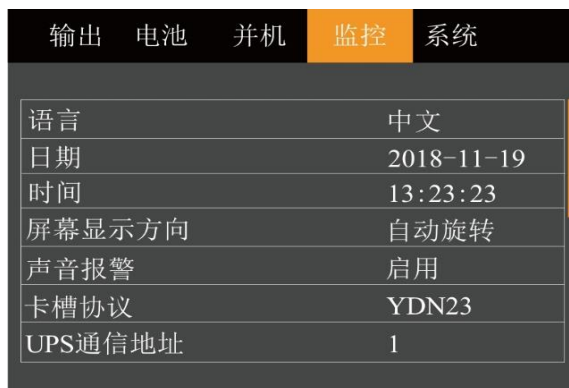 输出 电池 并机 监控 系统
语言 中文
日期 2018-11-19
时间 13:23:23
屏幕显示方向 自动旋转
声音报警 启用
卡槽协议 YDN23
UPS通信地址 1